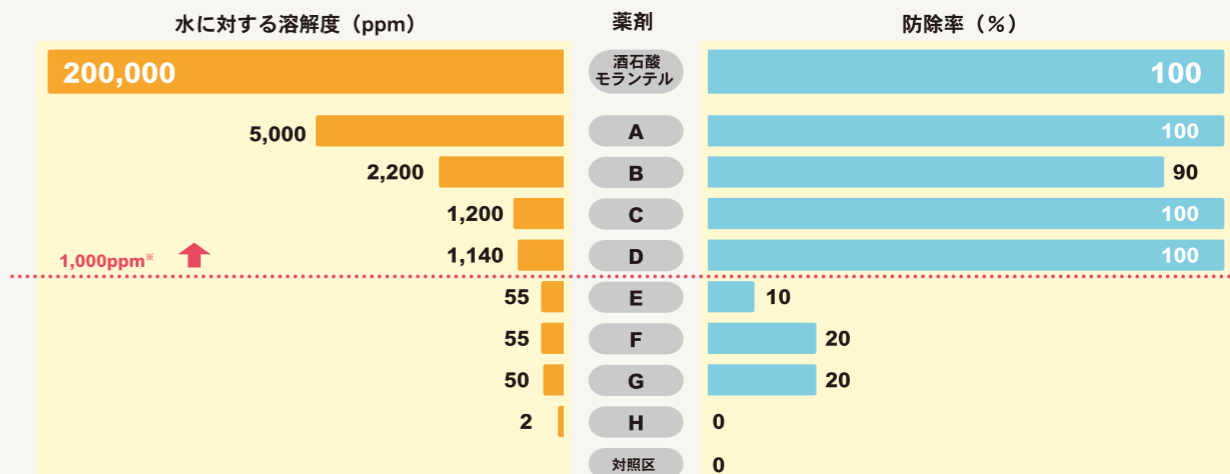 水に対する溶解度（ppm） 薬剤 防除率（%）
200,000 酒石酸モランテル 100
5,000 A 100
2,200 B 90
1,200 C 100
1,140 D 100
1,000ppm※
55 E 10
55 F 20
50 G 20
2 H 0
対照区 0